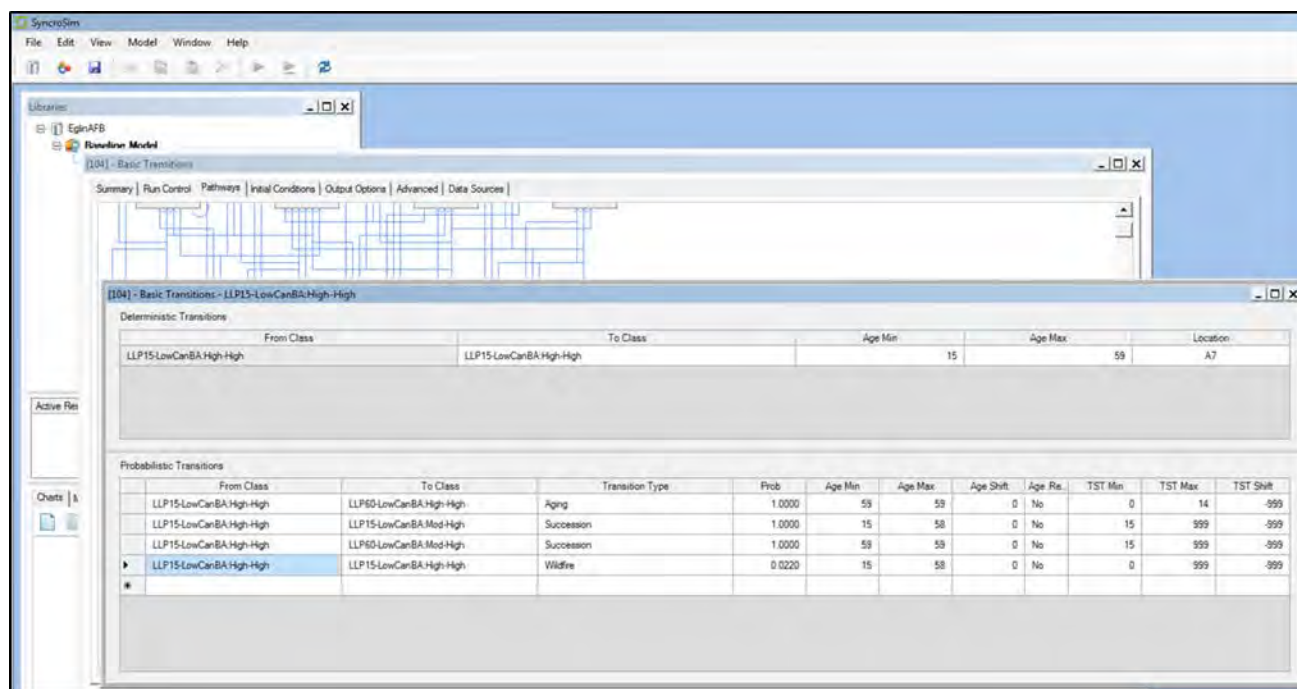 SyncroSim
File Edit View Model Window Help
Libraries
EglinAFB
Baseline Model
[104] - Basic Transitions
Summary | Run Control Pathways | Initial Conditions | Output Options | Advanced | Data Sources |
[104] - Basic Transitions - LLP15-LowCanBA:High-High
Deterministic Transitions
From Class To Class Age Min Age Max Location
LLP15-LowCanBA:High-High LLP15-LowCanBA:High-High 15 59 A7
Active Re
Probabilistic Transitions
From Class To Class Transition Type Prob Age Min Age Max Age Shift Age Re... TST Min TST Max TST Shift
LLP15-LowCanBA:High-High LLP60-LowCanBA:High-High Aging 1.0000 59 59 0 No 0 14 -999
Charts
LLP15-LowCanBA:High-High LLP15-LowCanBA:Mod-High Succession 1.0000 15 58 0 No 15 999 -999
LLP15-LowCanBA:High-High LLP60-LowCanBA:Mod-High Succession 1.0000 59 59 0 No 15 999 -999
LLP15-LowCanBA:High-High LLP15-LowCanBA:High-High Wildfire 0.0220 15 58 0 No 0 999 -999